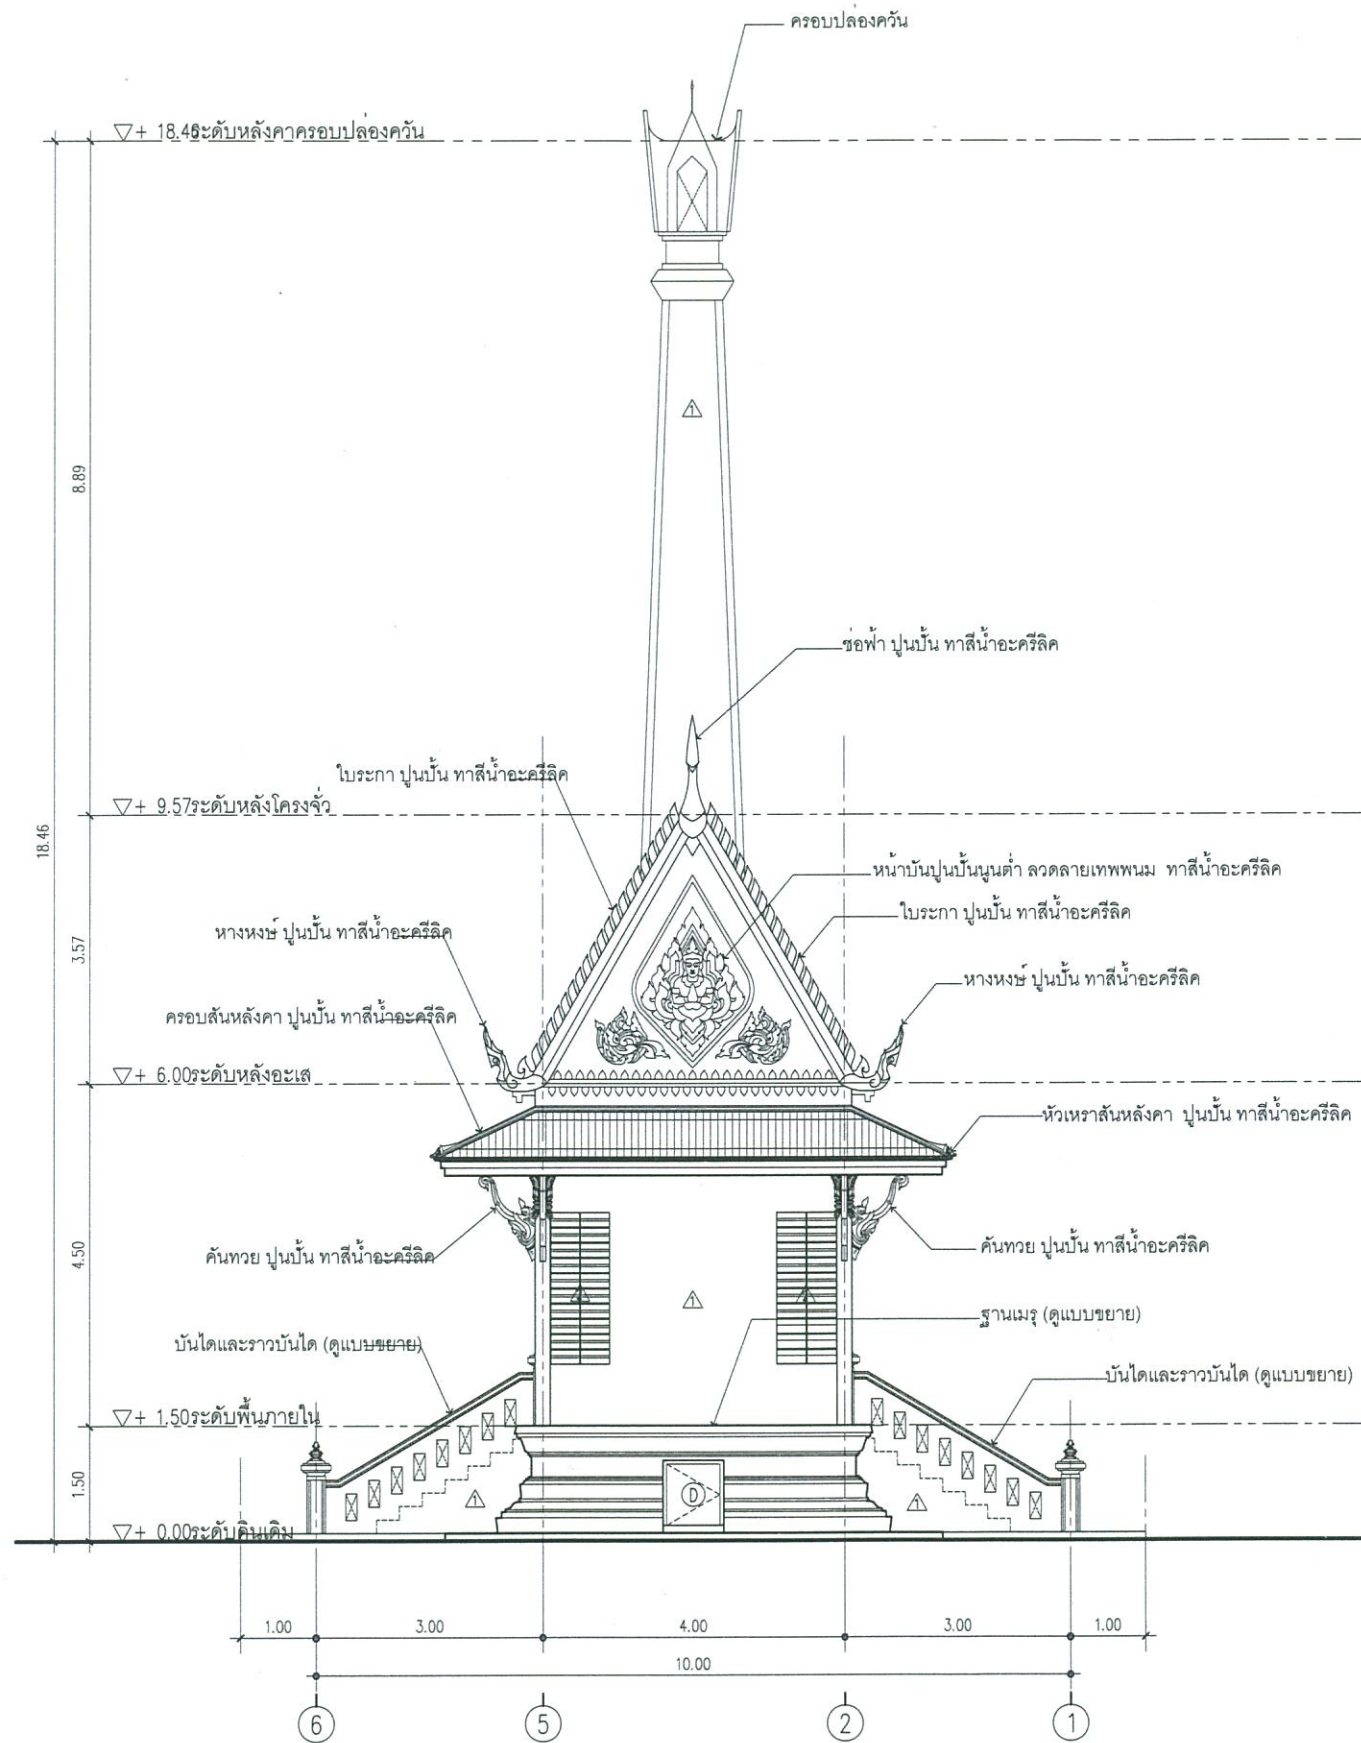 ครอบปล่องควัน
▽+ 18.46ระดับหลังคาครอบปล่องควัน
8.89
18.46
ช่อฟ้า ปูนปั้น ทาสีน้ำอะครีลิค
ใบระกา ปูนปั้น ทาสีน้ำอะครีลิค
▽+ 9.57ระดับหลังโครงจั่ว
หน้าบันปูนปั้นนูนต่ำ ลวดลายเทพพนม ทาสีน้ำอะครีลิค
ใบระกา ปูนปั้น ทาสีน้ำอะครีลิค
หางหงษ์ ปูนปั้น ทาสีน้ำอะครีลิค
หางหงษ์ ปูนปั้น ทาสีน้ำอะครีลิค
3.57
ครอบสันหลังคา ปูนปั้น ทาสีน้ำอะครีลิค
▽+ 6.00ระดับหลังอะเส
หัวเหราสันหลังคา ปูนปั้น ทาสีน้ำอะครีลิค
คันทวย ปูนปั้น ทาสีน้ำอะครีลิค
คันทวย ปูนปั้น ทาสีน้ำอะครีลิค
4.50
1
1
ฐานเมรุ (ดูแบบขยาย)
บันไดและราวบันได (ดูแบบขยาย)
บันไดและราวบันได (ดูแบบขยาย)
▽+ 1.50ระดับพื้นภายใน
1.50
1
D
1
▽+ 0.00ระดับดินเดิม
1.00 3.00 4.00 3.00 1.00
10.00
6 5 2 1